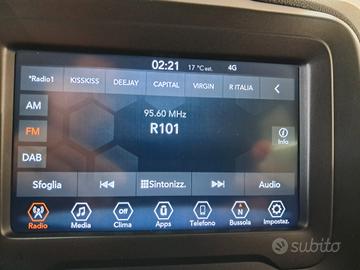 02:21 17 °C est. 4G
*Radio1 KISSKISS DEEJAY CAPITAL VIRGIN R ITALIA
AM
95.60 MHz
R101
FM
Info
DAB
Sfoglia Sintonizz. Audio
Off
Radio Media Clima Apps Telefono Bussola Impostaz.
subito